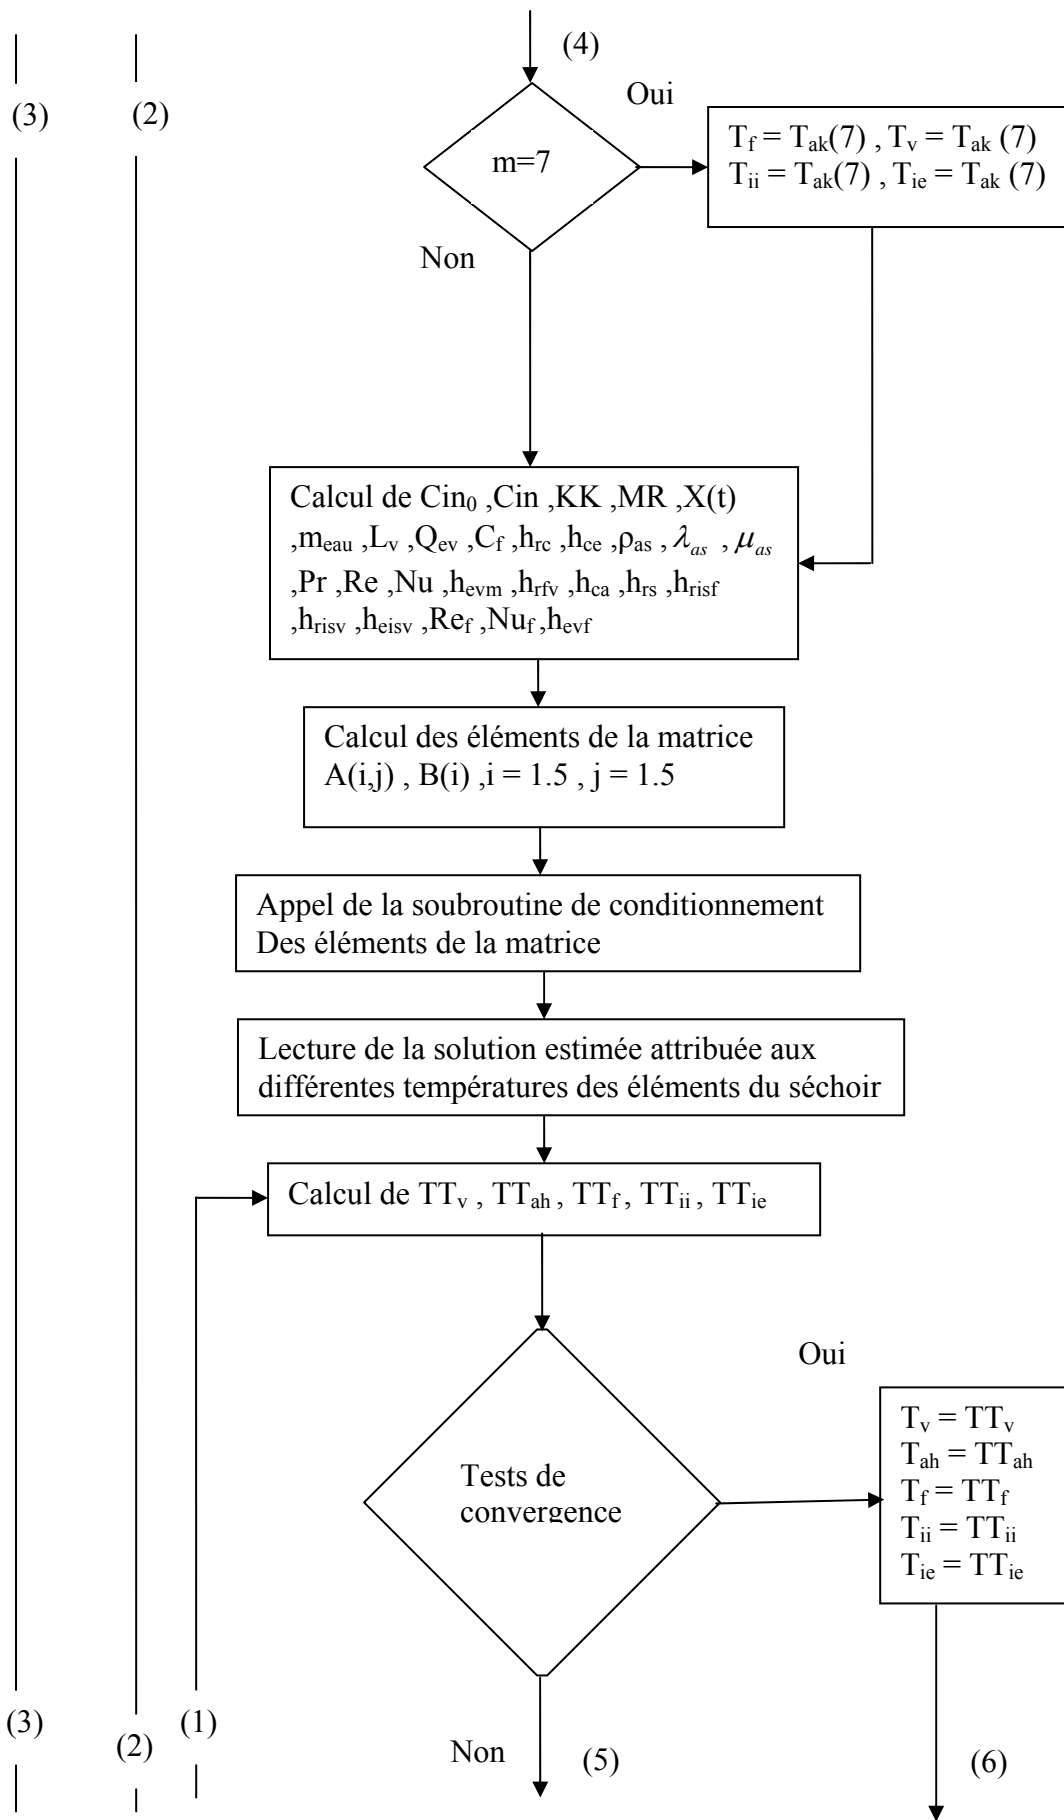 (4)
Oui
(3)
(2)
m=7
T_f = T_ak(7) , T_v = T_ak (7)
T_ii = T_ak(7) , T_ie = T_ak (7)
Non
Calcul de Cin_0 ,Cin ,KK ,MR ,X(t)
,m_eau ,L_v ,Q_ev ,C_f ,h_rc ,h_ce ,ρ_as , λ_as , μ_as
,Pr ,Re ,Nu ,h_evm ,h_rfv ,h_ca ,h_rs ,h_risf
,h_risv ,h_eisv ,Re_f ,Nu_f ,h_evf
Calcul des éléments de la matrice
A(i,j) , B(i) ,i = 1.5 , j = 1.5
Appel de la soubroutine de conditionnement
Des éléments de la matrice
Lecture de la solution estimée attribuée aux
différentes températures des éléments du séchoir
Calcul de TT_v , TT_ah , TT_f , TT_ii , TT_ie
Oui
Tests de
convergence
T_v = TT_v
T_ah = TT_ah
T_f = TT_f
T_ii = TT_ii
T_ie = TT_ie
(3)
(2)
(1)
Non
(5)
(6)